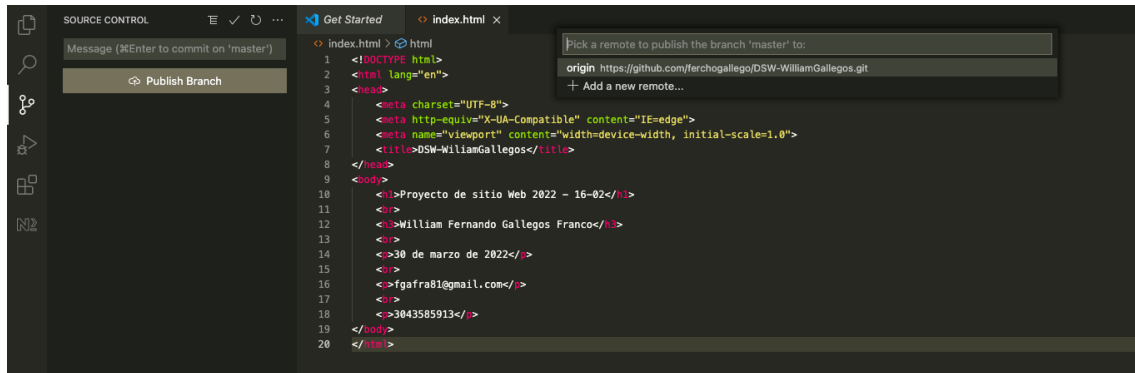 SOURCE CONTROL
Message (⌘Enter to commit on 'master')
Publish Branch
Get Started
index.html
index.html > html
Pick a remote to publish the branch 'master' to:
origin https://github.com/ferchogallego/DSW-WilliamGallegos.git
+ Add a new remote...
1 <!DOCTYPE html>
2 <html lang="en">
3 <head>
4 <meta charset="UTF-8">
5 <meta http-equiv="X-UA-Compatible" content="IE=edge">
6 <meta name="viewport" content="width=device-width, initial-scale=1.0">
7 <title>DSW-WiliamGallegos</title>
8 </head>
9 <body>
10 <h1>Proyecto de sitio Web 2022 - 16-02</h1>
11 <br>
12 <h3>William Fernando Gallegos Franco</h3>
13 <br>
14 <p>30 de marzo de 2022</p>
15 <br>
16 <p>fgafra81@gmail.com</p>
17 <br>
18 <p>3043585913</p>
19 </body>
20 </html>